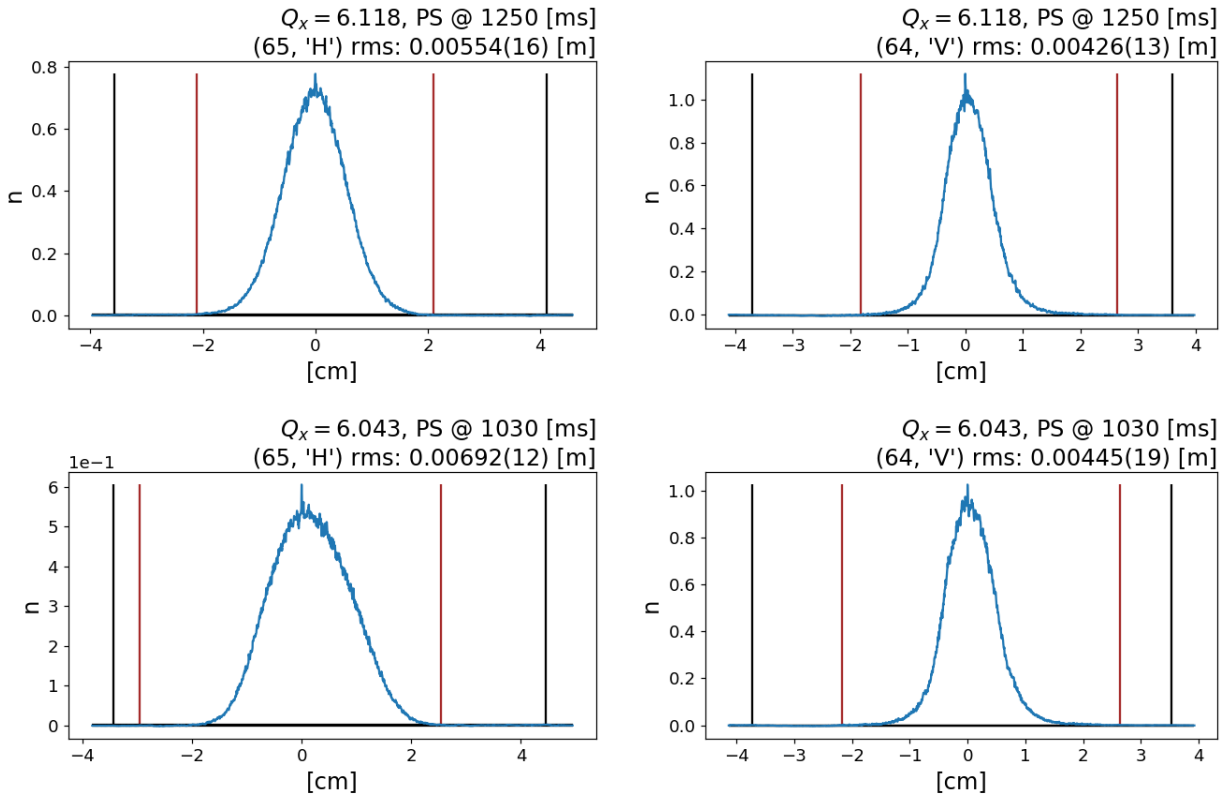 Qx = 6.118, PS @ 1250 [ms]
(65, 'H') rms: 0.00554(16) [m]
0.8
0.6
0.4
0.2
0.0
n
−4 −2 0 2 4
[cm]
Qx = 6.118, PS @ 1250 [ms]
(64, 'V') rms: 0.00426(13) [m]
1.0
0.8
0.6
0.4
0.2
0.0
n
−4 −3 −2 −1 0 1 2 3 4
[cm]
Qx = 6.043, PS @ 1030 [ms]
(65, 'H') rms: 0.00692(12) [m]
1e−1
6
5
4
3
2
1
0
n
−4 −2 0 2 4
[cm]
Qx = 6.043, PS @ 1030 [ms]
(64, 'V') rms: 0.00445(19) [m]
1.0
0.8
0.6
0.4
0.2
0.0
n
−4 −3 −2 −1 0 1 2 3 4
[cm]